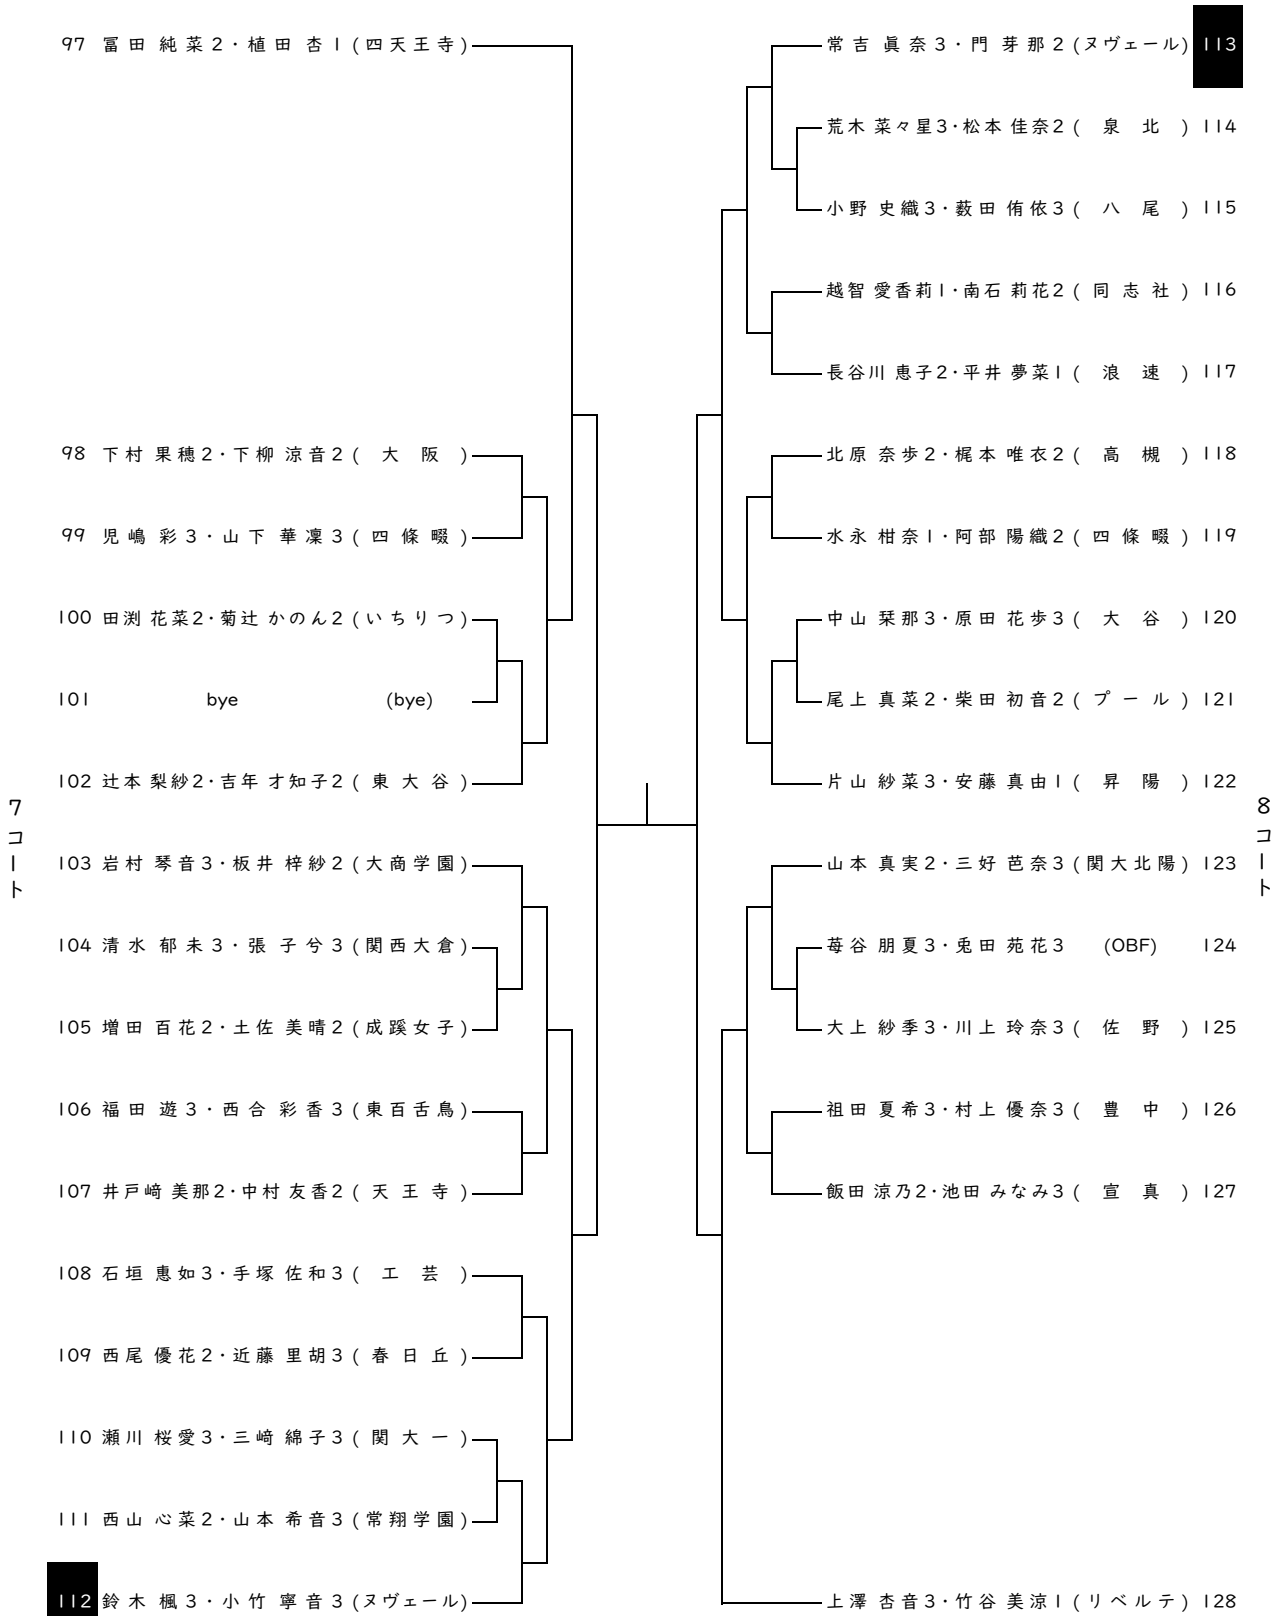 97 冨田 純菜2・植田 杏1(四天王寺)
98 下村 果穂2・下柳 涼音2(大阪)
99 児嶋 彩3・山下 華凜3(四條畷)
100 田渕 花菜2・菊辻 かのん2(いちりつ)
101 bye (bye)
102 辻本 梨紗2・吉年 才知子2(東大谷)
103 岩村 琴音3・板井 梓紗2(大商学園)
104 清水 郁未3・張 子兮3(関西大倉)
105 増田 百花2・土佐 美晴2(成蹊女子)
106 福田 遊3・西合 彩香3(東百舌鳥)
107 井戸﨑 美那2・中村 友香2(天王寺)
108 石垣 惠如3・手塚 佐和3(工芸)
109 西尾 優花2・近藤 里胡3(春日丘)
110 瀬川 桜愛3・三﨑 綿子3(関大一)
111 西山 心菜2・山本 希音3(常翔学園)
112 鈴木 楓3・小竹 寧音3(ヌヴェール)
7コート
常吉 眞奈3・門 芽那2(ヌヴェール) 113
荒木 菜々星3・松本 佳奈2(泉北) 114
小野 史織3・薮田 侑依3(八尾) 115
越智 愛香莉1・南石 莉花2(同志社) 116
長谷川 恵子2・平井 夢菜1(浪速) 117
北原 奈歩2・梶本 唯衣2(高槻) 118
水永 柑奈1・阿部 陽織2(四條畷) 119
中山 栞那3・原田 花歩3(大谷) 120
尾上 真菜2・柴田 初音2(プール) 121
片山 紗菜3・安藤 真由1(昇陽) 122
山本 真実2・三好 芭奈3(関大北陽) 123
苺谷 朋夏3・兎田 苑花3 (OBF) 124
大上 紗季3・川上 玲奈3(佐野) 125
祖田 夏希3・村上 優奈3(豊中) 126
飯田 涼乃2・池田 みなみ3(宣真) 127
上澤 杏音3・竹谷 美涼1(リベルテ) 128
8コート